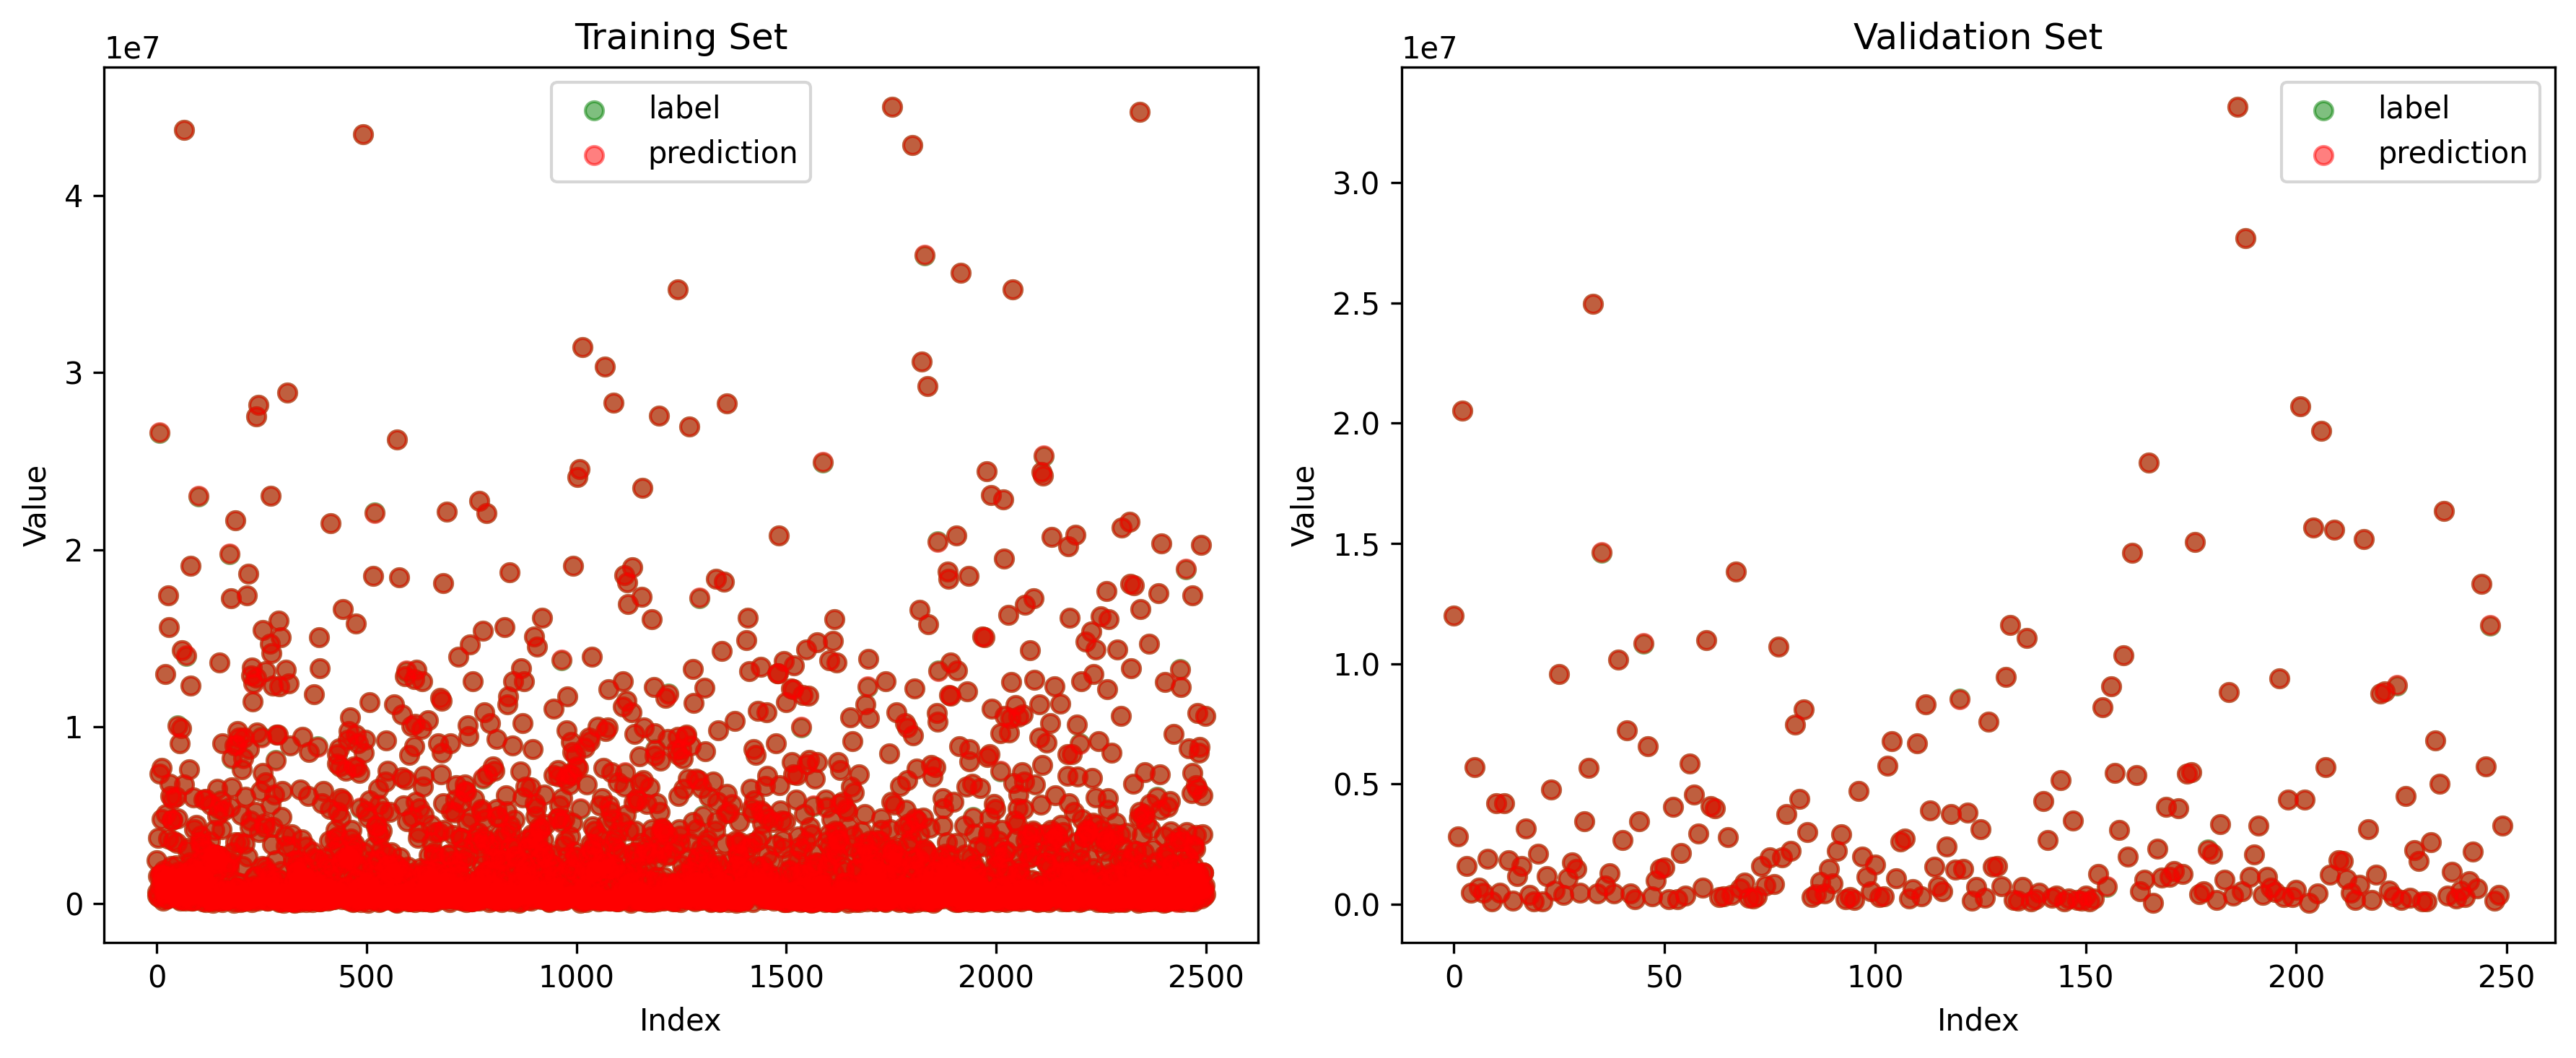 Training Set
1e7
label
prediction
4
3
2
1
0
Value
0 500 1000 1500 2000 2500
Index
Validation Set
1e7
label
prediction
3.0
2.5
2.0
1.5
1.0
0.5
0.0
Value
0 50 100 150 200 250
Index